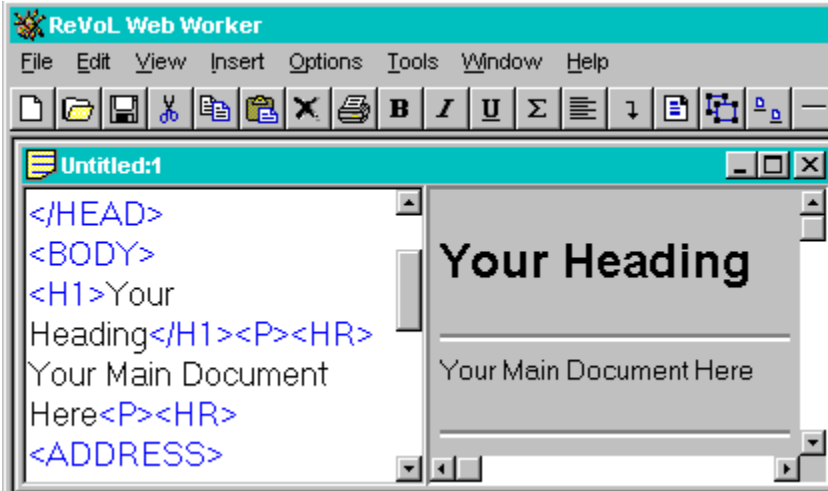 ReVoL Web Worker
File Edit View Insert Options Tools Window Help
B I U Σ
Untitled:1
</HEAD>
<BODY>
<H1>Your
Heading</H1><P><HR>
Your Main Document
Here<P><HR>
<ADDRESS>
Your Heading
Your Main Document Here